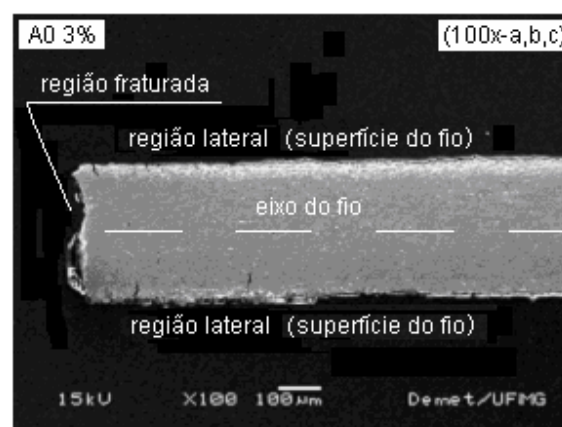 A0 3%
(100x-a,b,c)
região fraturada
região lateral (superfície do fio)
eixo do fio
região lateral (superfície do fio)
15kV X100 100μm Demet/UFMG